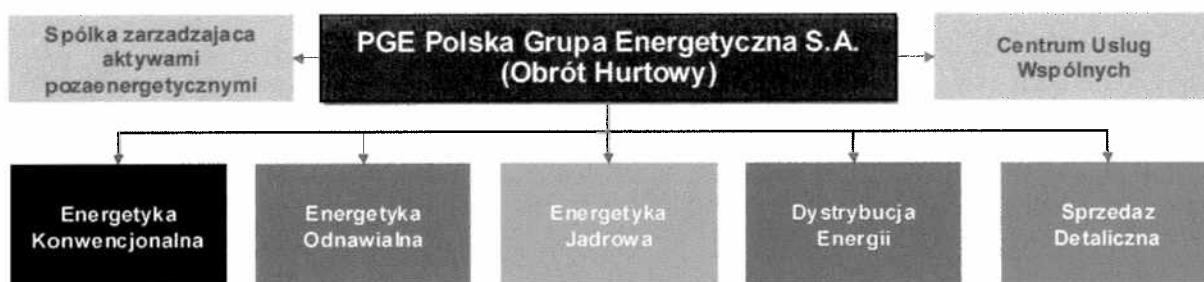 Spólka zarzadzajaca
aktywami
pozaenergetycznymi
PGE Polska Grupa Energetyczna S.A.
(Obrót Hurtowy)
Centrum Uslug
Wspólnych
Energetyka
Konwencjonalna
Energetyka
Odnawialna
Energetyka
Jadrowa
Dystrybucja
Energii
Sprzedaz
Detaliczna